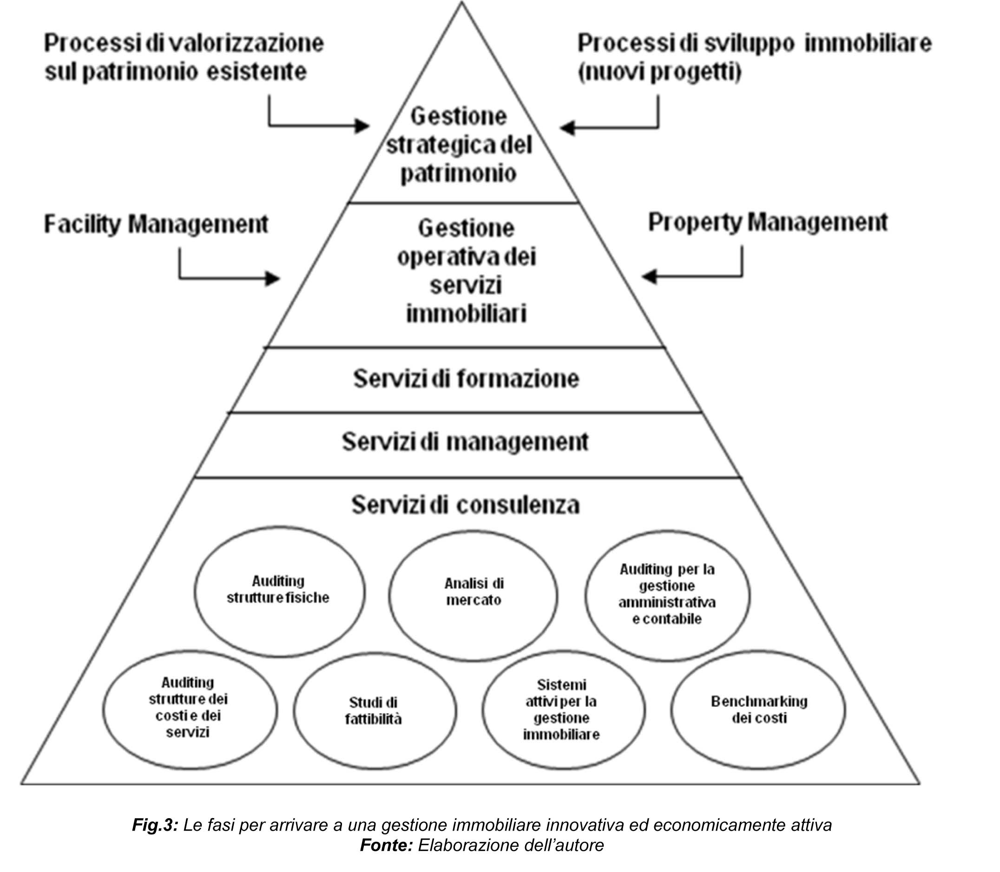 Processi di valorizzazione
sul patrimonio esistente
Processi di sviluppo immobiliare
(nuovi progetti)
Gestione
strategica del
patrimonio
Facility Management
Property Management
Gestione
operativa dei
servizi
immobiliari
Servizi di formazione
Servizi di management
Servizi di consulenza
Auditing
strutture fisiche
Analisi di
mercato
Auditing per la
gestione
amministrativa
e contabile
Auditing
strutture dei
costi e dei
servizi
Studi di
fattibilità
Sistemi
attivi per la
gestione
immobiliare
Benchmarking
dei costi
Fig.3: Le fasi per arrivare a una gestione immobiliare innovativa ed economicamente attiva
Fonte: Elaborazione dell’autore